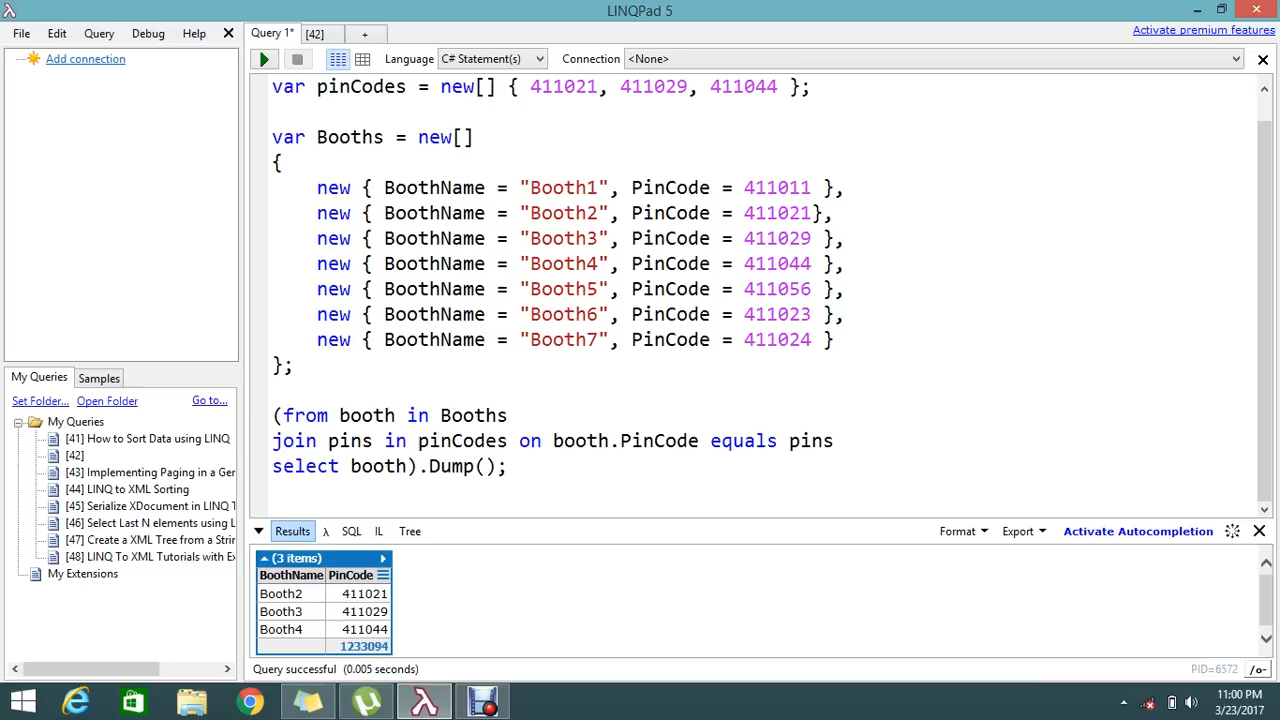 LINQPad 5
File Edit Query Debug Help
Query 1* [42] +
Activate premium features
Add connection
Language C# Statement(s) Connection <None>
var pinCodes = new[] { 411021, 411029, 411044 };
var Booths = new[]
{
new { BoothName = "Booth1", PinCode = 411011 },
new { BoothName = "Booth2", PinCode = 411021},
new { BoothName = "Booth3", PinCode = 411029 },
new { BoothName = "Booth4", PinCode = 411044 },
new { BoothName = "Booth5", PinCode = 411056 },
new { BoothName = "Booth6", PinCode = 411023 },
new { BoothName = "Booth7", PinCode = 411024 }
};
(from booth in Booths
join pins in pinCodes on booth.PinCode equals pins
select booth).Dump();
My Queries Samples
Set Folder... Open Folder Go to...
My Queries
[41] How to Sort Data using LINQ
[42]
[43] Implementing Paging in a Ger
[44] LINQ to XML Sorting
[45] Serialize XDocument in LINQ T
[46] Select Last N elements using L
[47] Create a XML Tree from a Strin
[48] LINQ To XML Tutorials with Ex
My Extensions
Results λ SQL IL Tree
Format Export Activate Autocompletion
(3 items)
BoothName PinCode
Booth2 411021
Booth3 411029
Booth4 411044
1233094
Query successful (0.005 seconds)
PID=6572 /o-
11:00 PM
3/23/2017